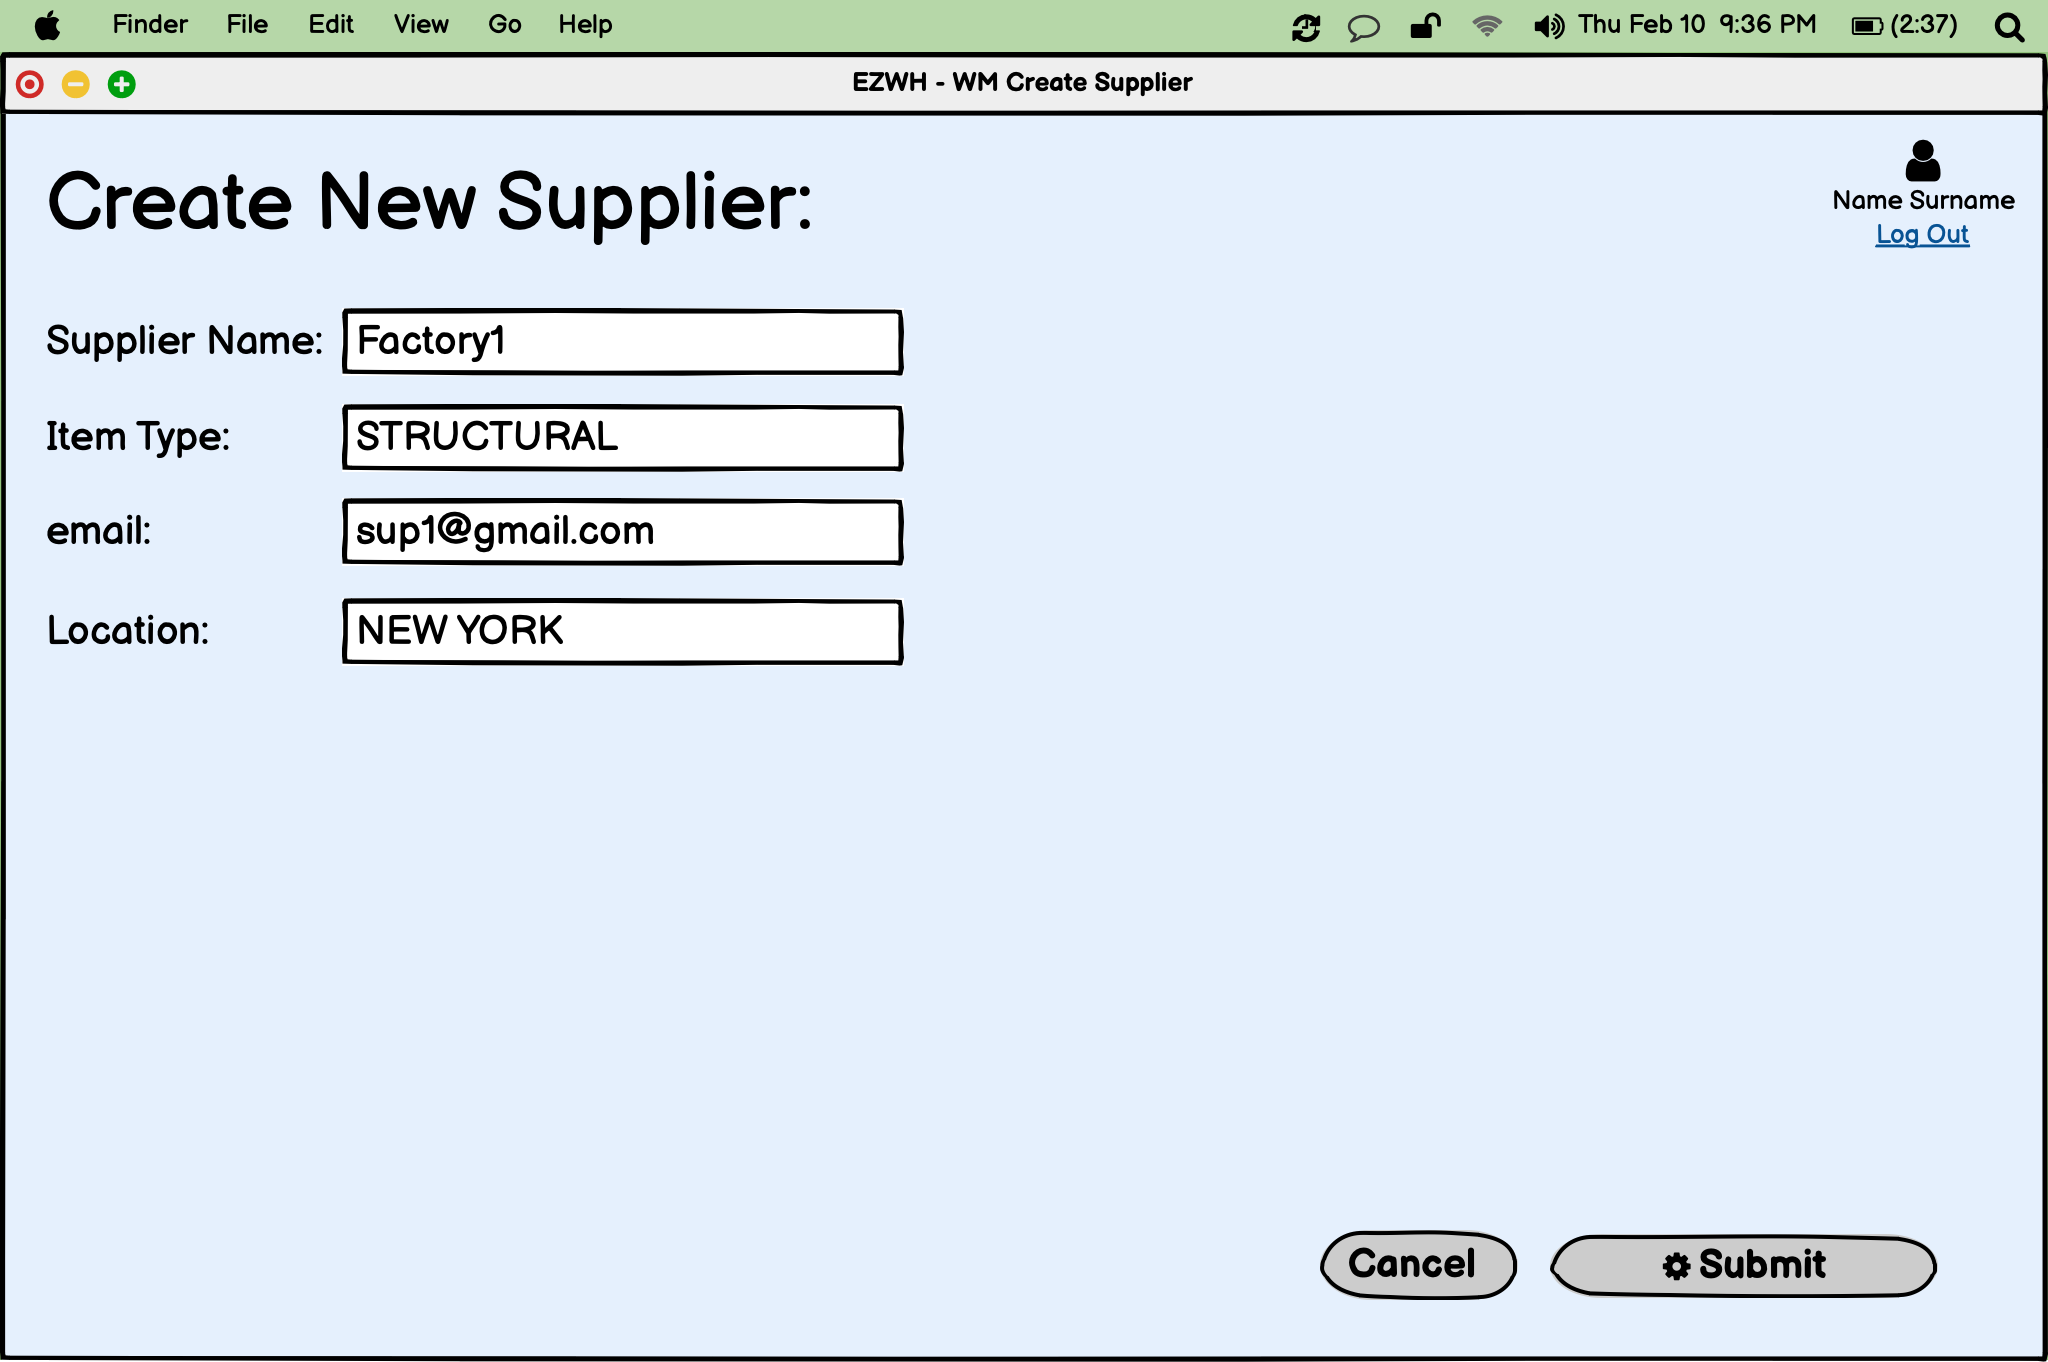 Finder File Edit View Go Help Thu Feb 10 9:36 PM (2:37)
EZWH - WM Create Supplier
Create New Supplier:
Name Surname
Log Out
Supplier Name: Factory1
Item Type: STRUCTURAL
email: sup1@gmail.com
Location: NEW YORK
Cancel Submit